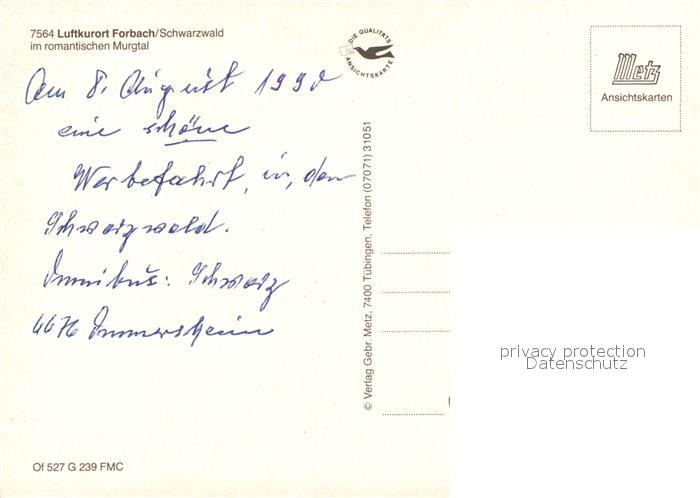 7564 Luftkurort Forbach/Schwarzwald
im romantischen Murgtal
DIE QUALITÄTS
ANSICHTSKARTE
Metz
Ansichtskarten
Am 8. August 1990
eine schöne
Werbefahrt, in, den
Schwarzwald.
Omnibus: Schwarz
Ommersheim
© Verlag Gebr. Metz, 7400 Tübingen, Telefon (07071) 31051
privacy protection
Datenschutz
Of 527 G 239 FMC